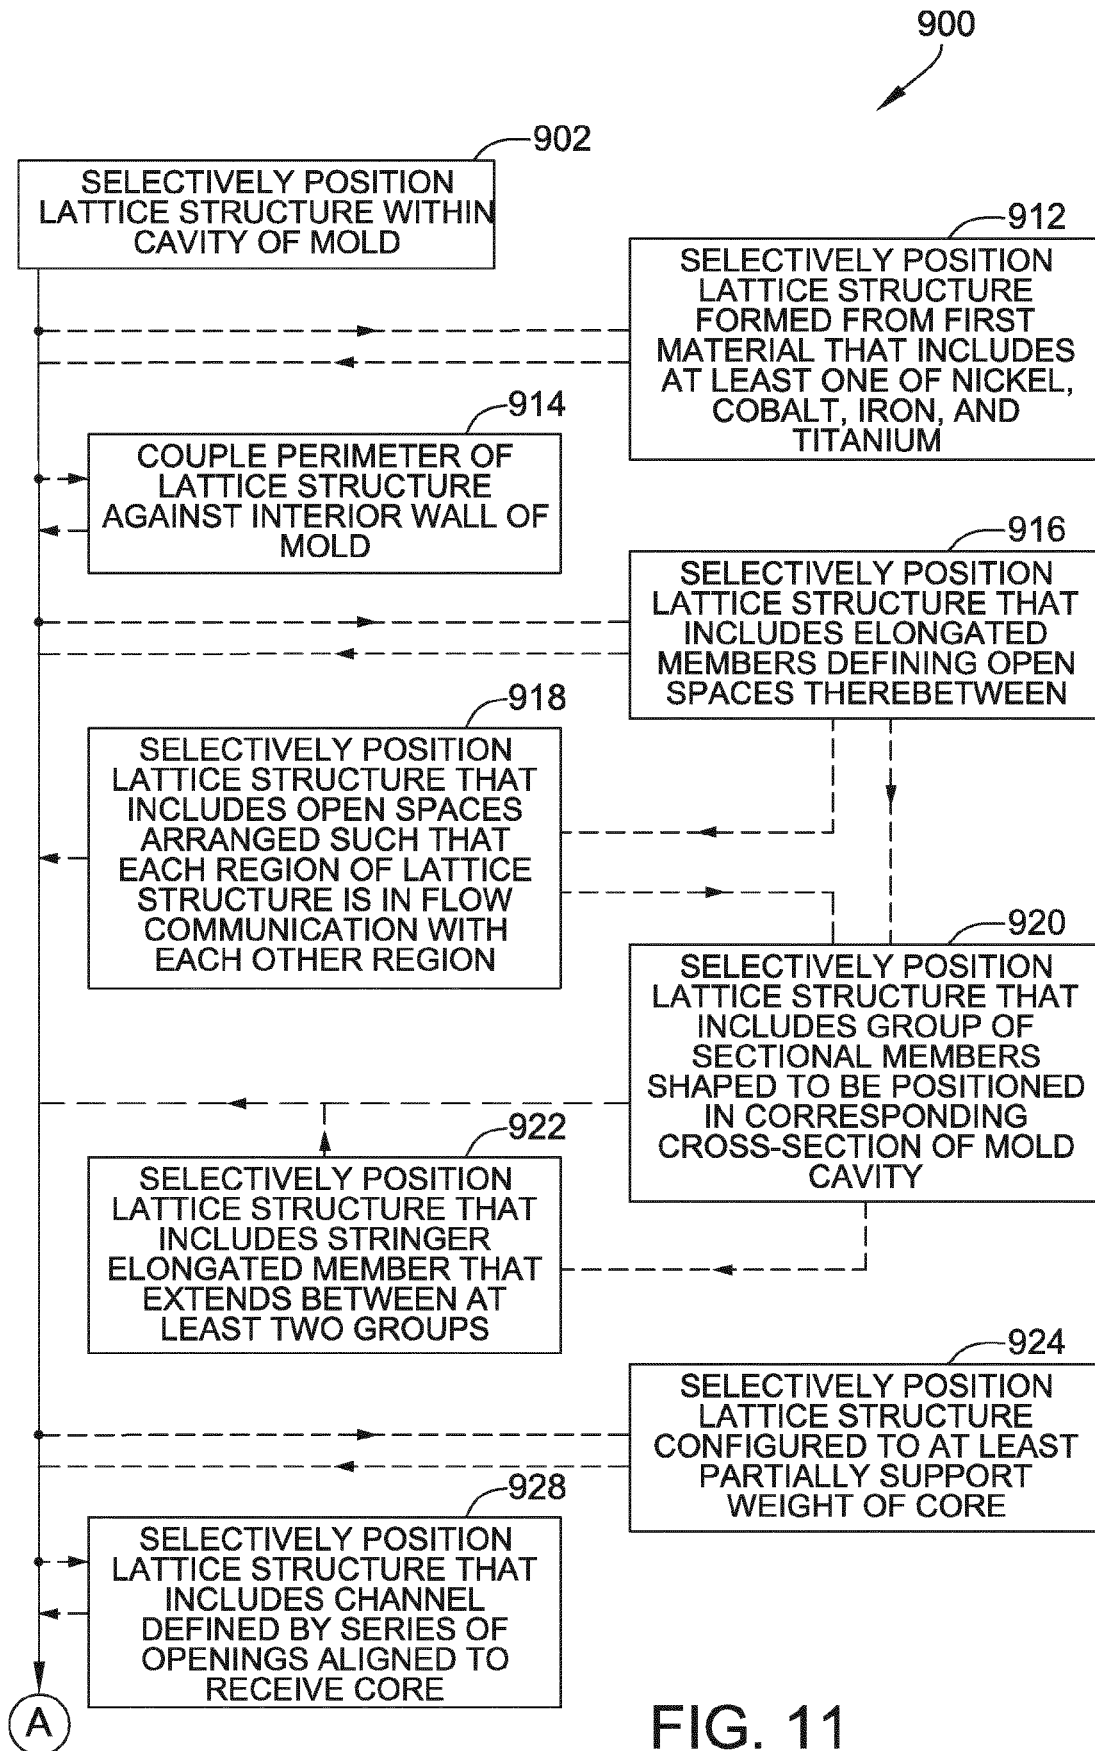 900
902
SELECTIVELY POSITION
LATTICE STRUCTURE WITHIN
CAVITY OF MOLD
912
SELECTIVELY POSITION
LATTICE STRUCTURE
FORMED FROM FIRST
MATERIAL THAT INCLUDES
AT LEAST ONE OF NICKEL,
COBALT, IRON, AND
TITANIUM
914
COUPLE PERIMETER OF
LATTICE STRUCTURE
AGAINST INTERIOR WALL OF
MOLD
916
SELECTIVELY POSITION
LATTICE STRUCTURE THAT
INCLUDES ELONGATED
MEMBERS DEFINING OPEN
SPACES THEREBETWEEN
918
SELECTIVELY POSITION
LATTICE STRUCTURE THAT
INCLUDES OPEN SPACES
ARRANGED SUCH THAT
EACH REGION OF LATTICE
STRUCTURE IS IN FLOW
COMMUNICATION WITH
EACH OTHER REGION
920
SELECTIVELY POSITION
LATTICE STRUCTURE THAT
INCLUDES GROUP OF
SECTIONAL MEMBERS
SHAPED TO BE POSITIONED
IN CORRESPONDING
CROSS-SECTION OF MOLD
CAVITY
922
SELECTIVELY POSITION
LATTICE STRUCTURE THAT
INCLUDES STRINGER
ELONGATED MEMBER THAT
EXTENDS BETWEEN AT
LEAST TWO GROUPS
924
SELECTIVELY POSITION
LATTICE STRUCTURE
CONFIGURED TO AT LEAST
PARTIALLY SUPPORT
WEIGHT OF CORE
928
SELECTIVELY POSITION
LATTICE STRUCTURE THAT
INCLUDES CHANNEL
DEFINED BY SERIES OF
OPENINGS ALIGNED TO
RECEIVE CORE
A
FIG. 11